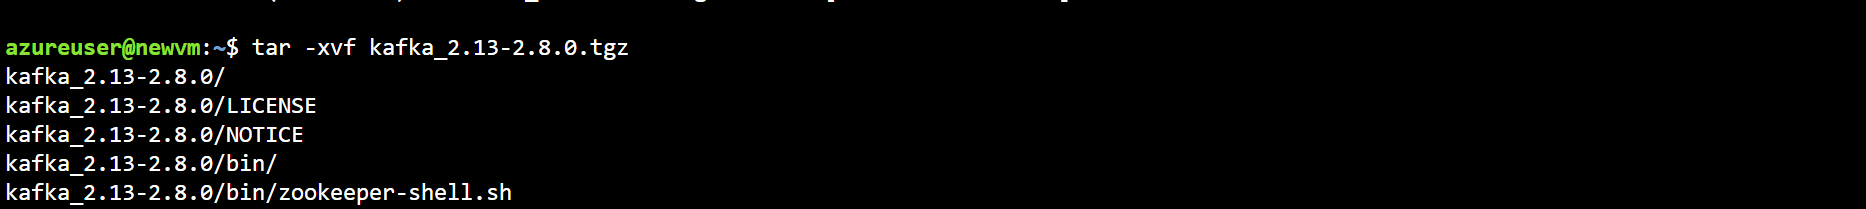 azureuser@newvm:~$ tar -xvf kafka_2.13-2.8.0.tgz
kafka_2.13-2.8.0/
kafka_2.13-2.8.0/LICENSE
kafka_2.13-2.8.0/NOTICE
kafka_2.13-2.8.0/bin/
kafka_2.13-2.8.0/bin/zookeeper-shell.sh